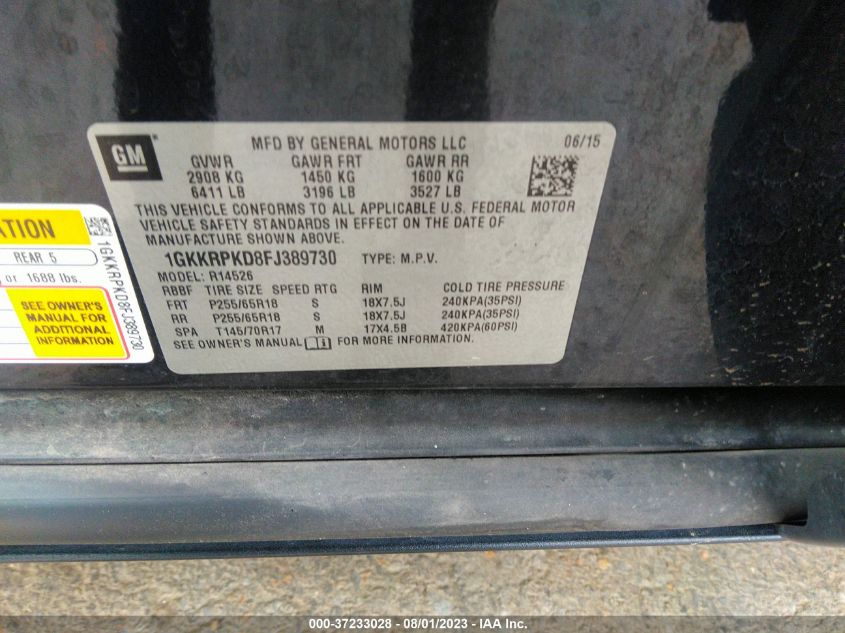 GM
MFD BY GENERAL MOTORS LLC 06/15
GVWR GAWR FRT GAWR RR
2908 KG 1450 KG 1600 KG
6411 LB 3196 LB 3527 LB
THIS VEHICLE CONFORMS TO ALL APPLICABLE U.S. FEDERAL MOTOR
VEHICLE SAFETY STANDARDS IN EFFECT ON THE DATE OF
MANUFACTURE SHOWN ABOVE.
1GKKRPKD8FJ389730 TYPE: M.P.V.
MODEL: R14526
RBBF TIRE SIZE SPEED RTG RIM COLD TIRE PRESSURE
FRT P255/65R18 S 18X7.5J 240KPA(35PSI)
RR P255/65R18 S 18X7.5J 240KPA(35PSI)
SPA T145/70R17 M 17X4.5B 420KPA(60PSI)
SEE OWNER'S MANUAL FOR MORE INFORMATION.
ATION
REAR 5
or 1688 lbs.
SEE OWNER'S
MANUAL FOR
ADDITIONAL
INFORMATION
1GKKRPKD8FJ389730
000-37233028 - 08/01/2023 - IAA Inc.